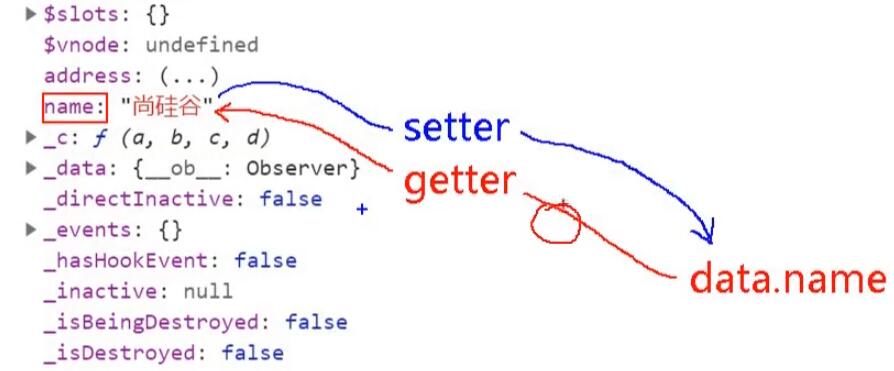 $slots: {}
$vnode: undefined
address: (...)
name: "尚硅谷"
_c: ƒ (a, b, c, d)
_data: {__ob__: Observer}
_directInactive: false
_events: {}
_hasHookEvent: false
_inactive: null
_isBeingDestroyed: false
_isDestroyed: false
setter
getter
data.name